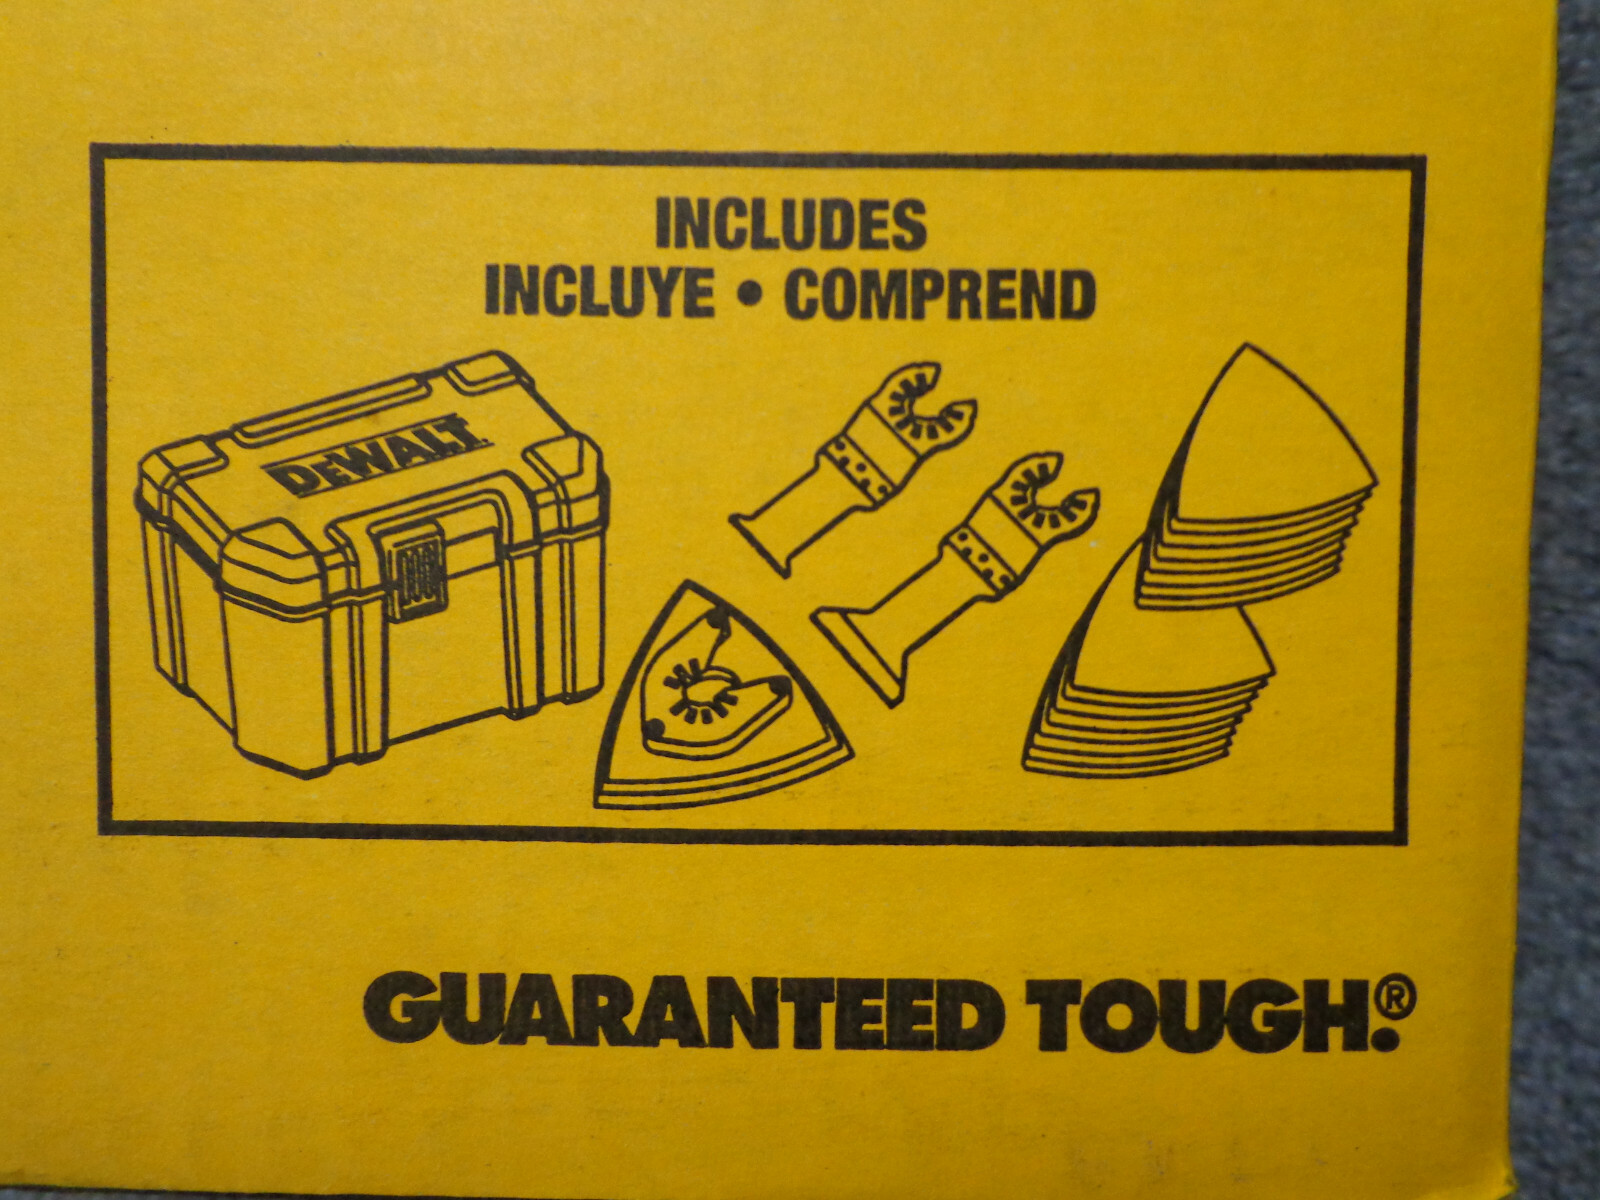 INCLUDES
INCLUYE • COMPREND
DEWALT
GUARANTEED TOUGH.®